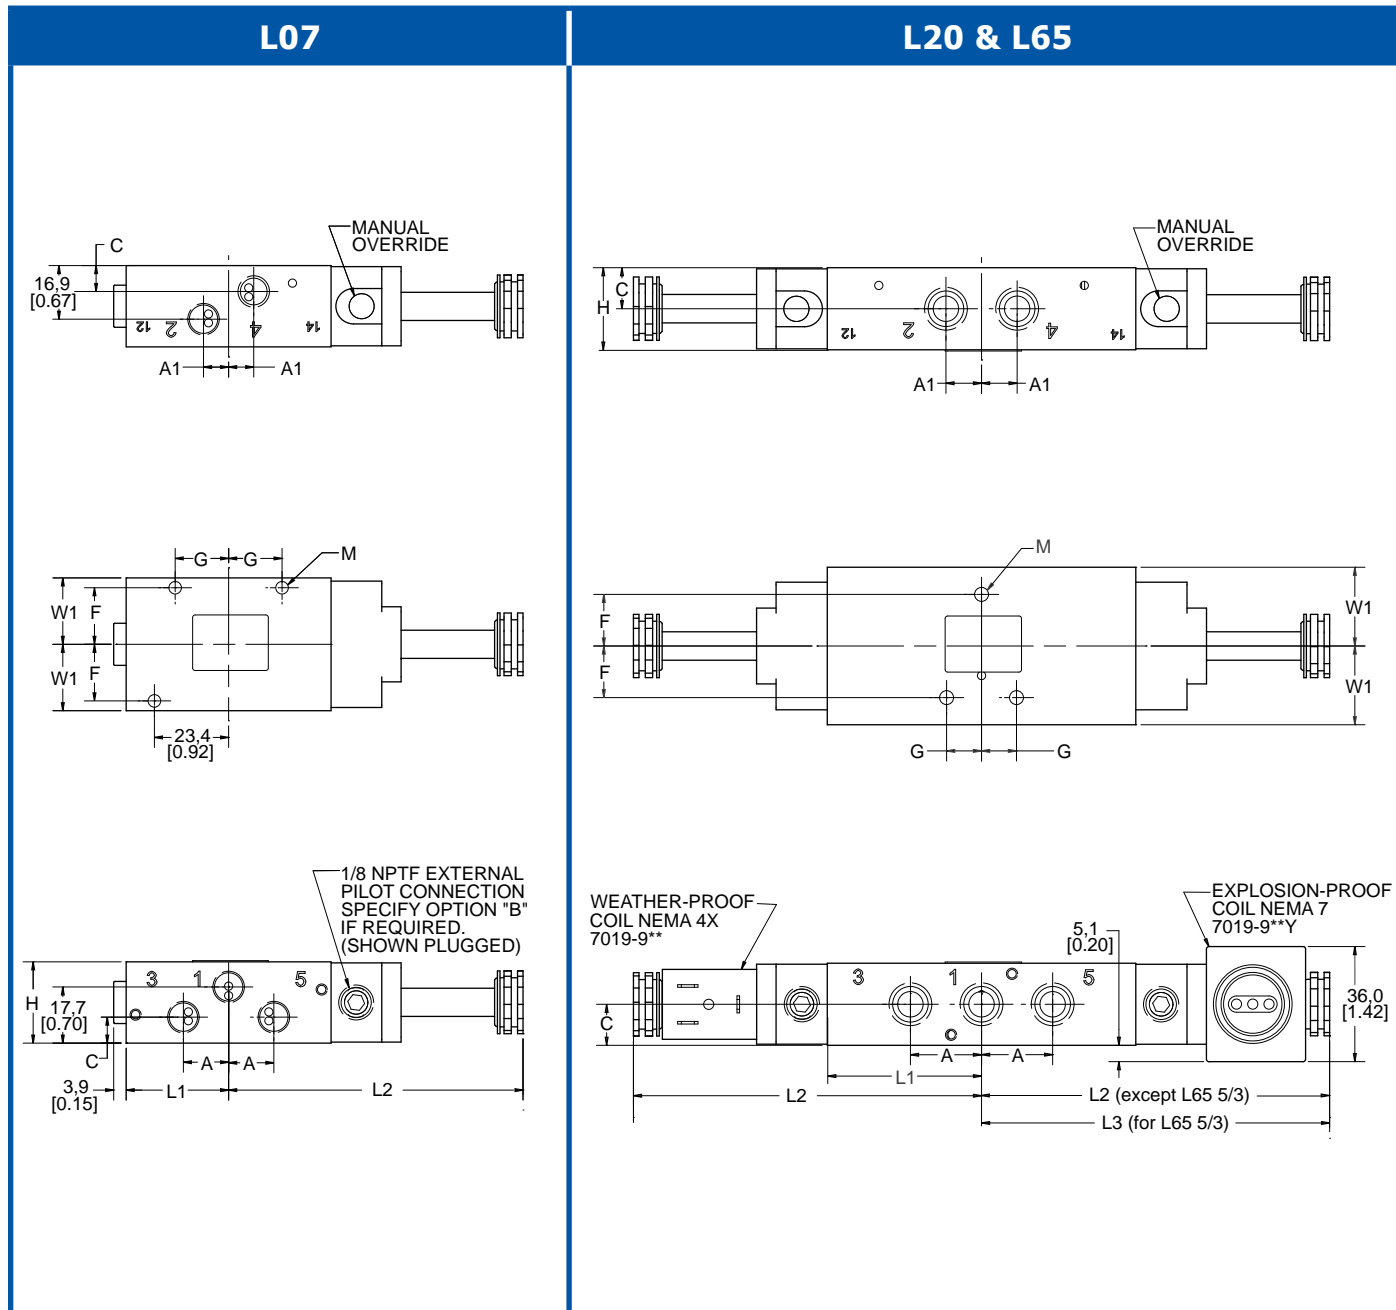 L07
L20 & L65
MANUAL
OVERRIDE
C
16,9
[0.67]
12
2
4
14
A1
A1
MANUAL
OVERRIDE
H
C
12
2
4
14
A1
A1
G
G
M
W1
F
W1
F
23,4
[0.92]
M
F
F
W1
W1
G
G
1/8 NPTF EXTERNAL
PILOT CONNECTION
SPECIFY OPTION "B"
IF REQUIRED.
(SHOWN PLUGGED)
3
1
5
H
17,7
[0.70]
C
A
A
3,9
[0.15]
L1
L2
WEATHER-PROOF
COIL NEMA 4X
7019-9**
EXPLOSION-PROOF
COIL NEMA 7
7019-9**Y
5,1
[0.20]
3
1
5
36,0
[1.42]
C
A
A
L1
L2
L2 (except L65 5/3)
L3 (for L65 5/3)